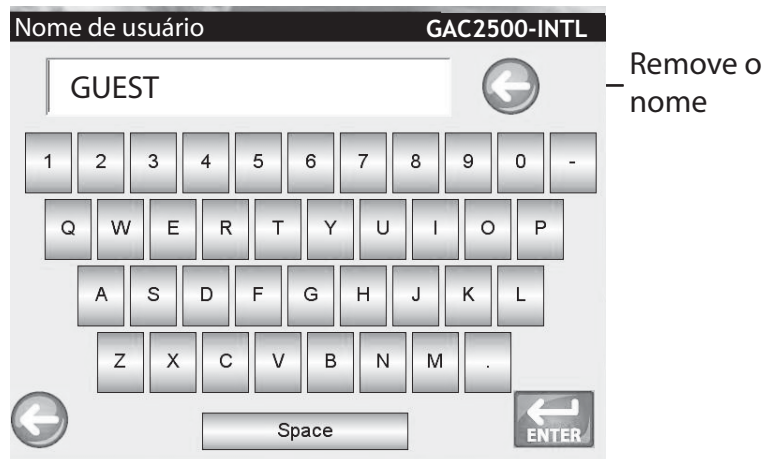 Nome de usuário GAC2500-INTL
GUEST
Remove o
nome
1 2 3 4 5 6 7 8 9 0 -
Q W E R T Y U I O P
A S D F G H J K L
Z X C V B N M .
Space ENTER